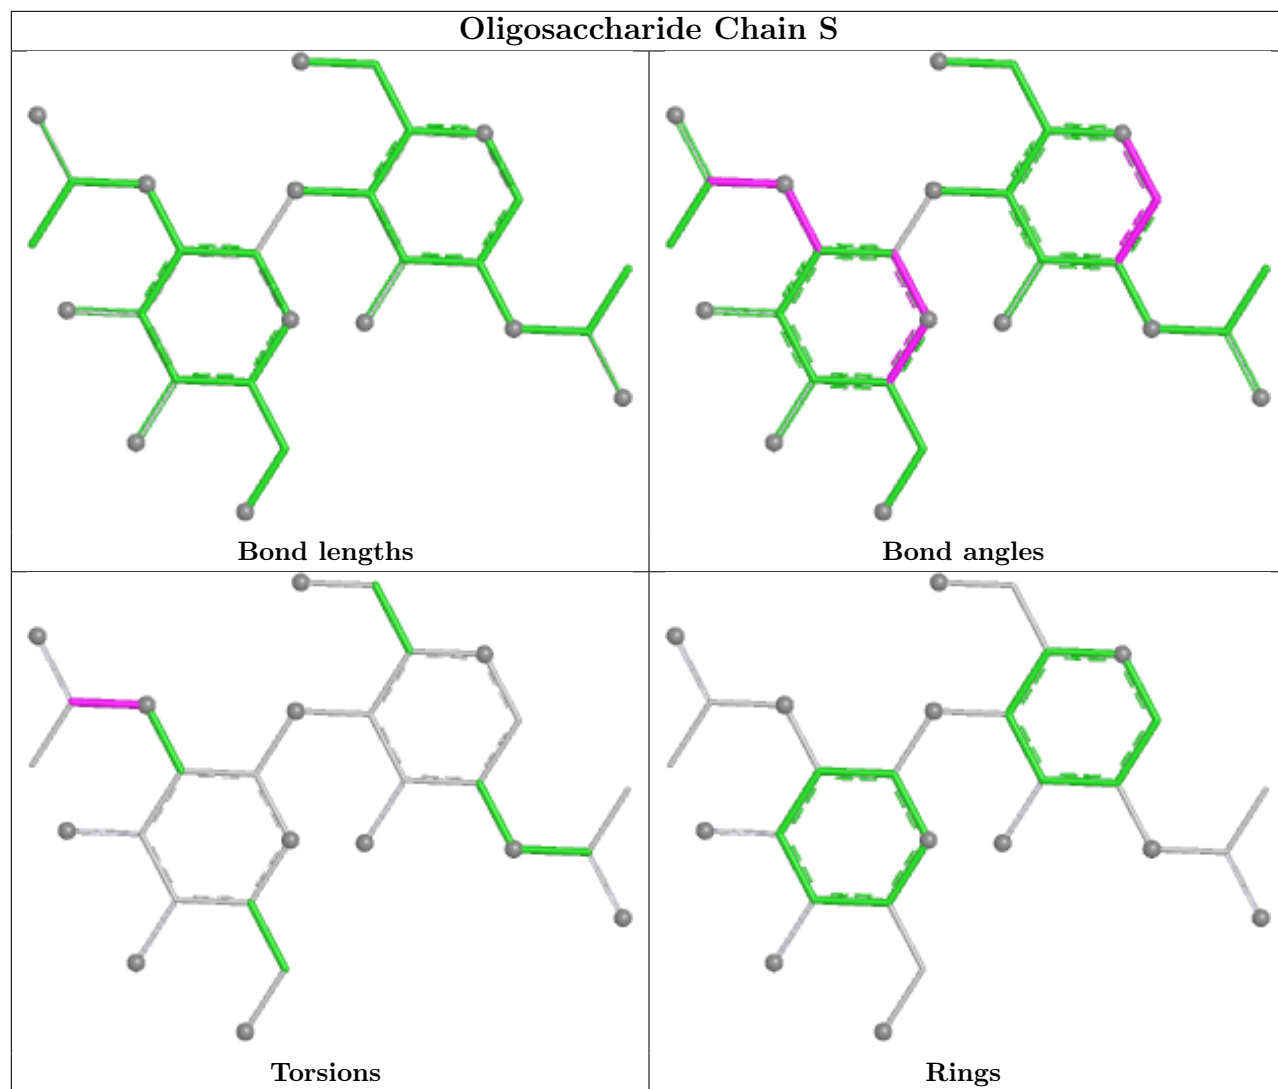 Oligosaccharide Chain S
Bond lengths
Bond angles
Torsions
Rings